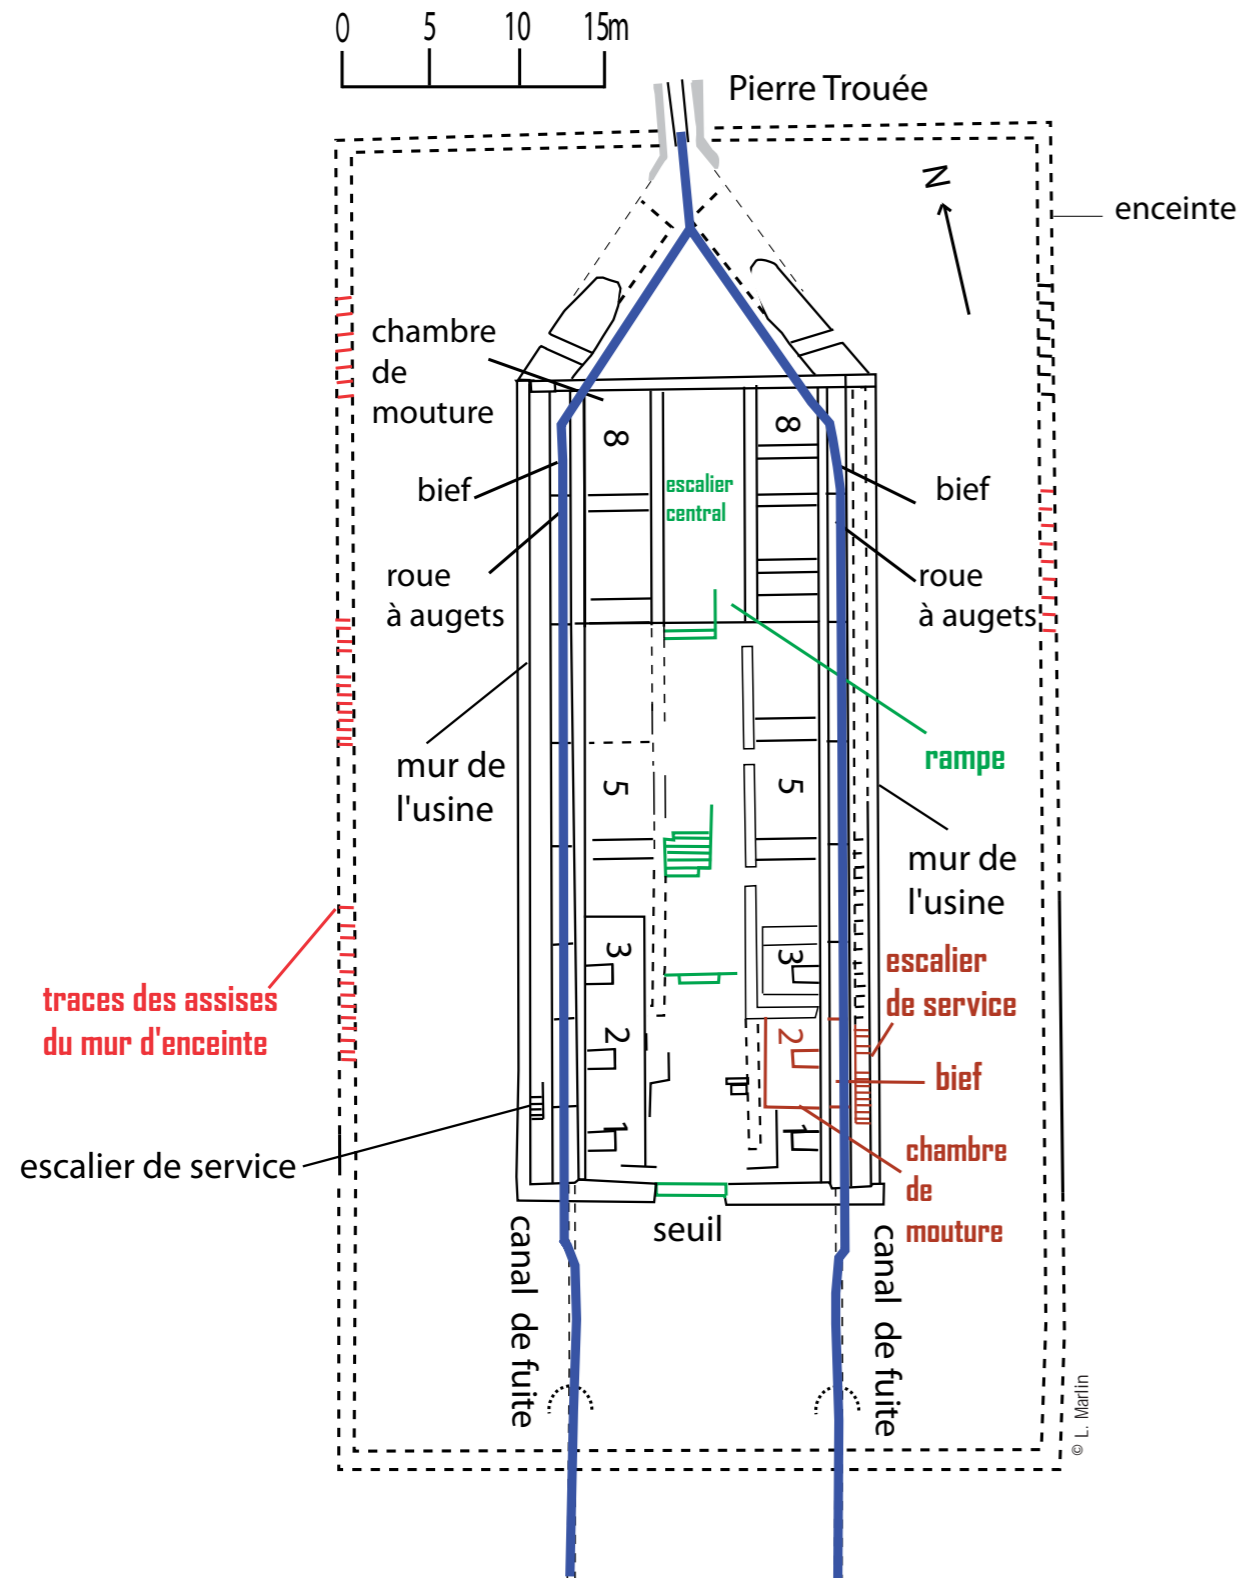 0 5 10 15m
Pierre Trouée
N
enceinte
chambre
de
mouture
8
8
escalier
central
bief
bief
roue
à augets
roue
à augets
rampe
mur de
l'usine
5
5
mur de
l'usine
3
3
escalier
de service
traces des assises
du mur d'enceinte
2
2
bief
1
1
chambre
de
mouture
escalier de service
seuil
canal de fuite
canal de fuite
© L. Marlin